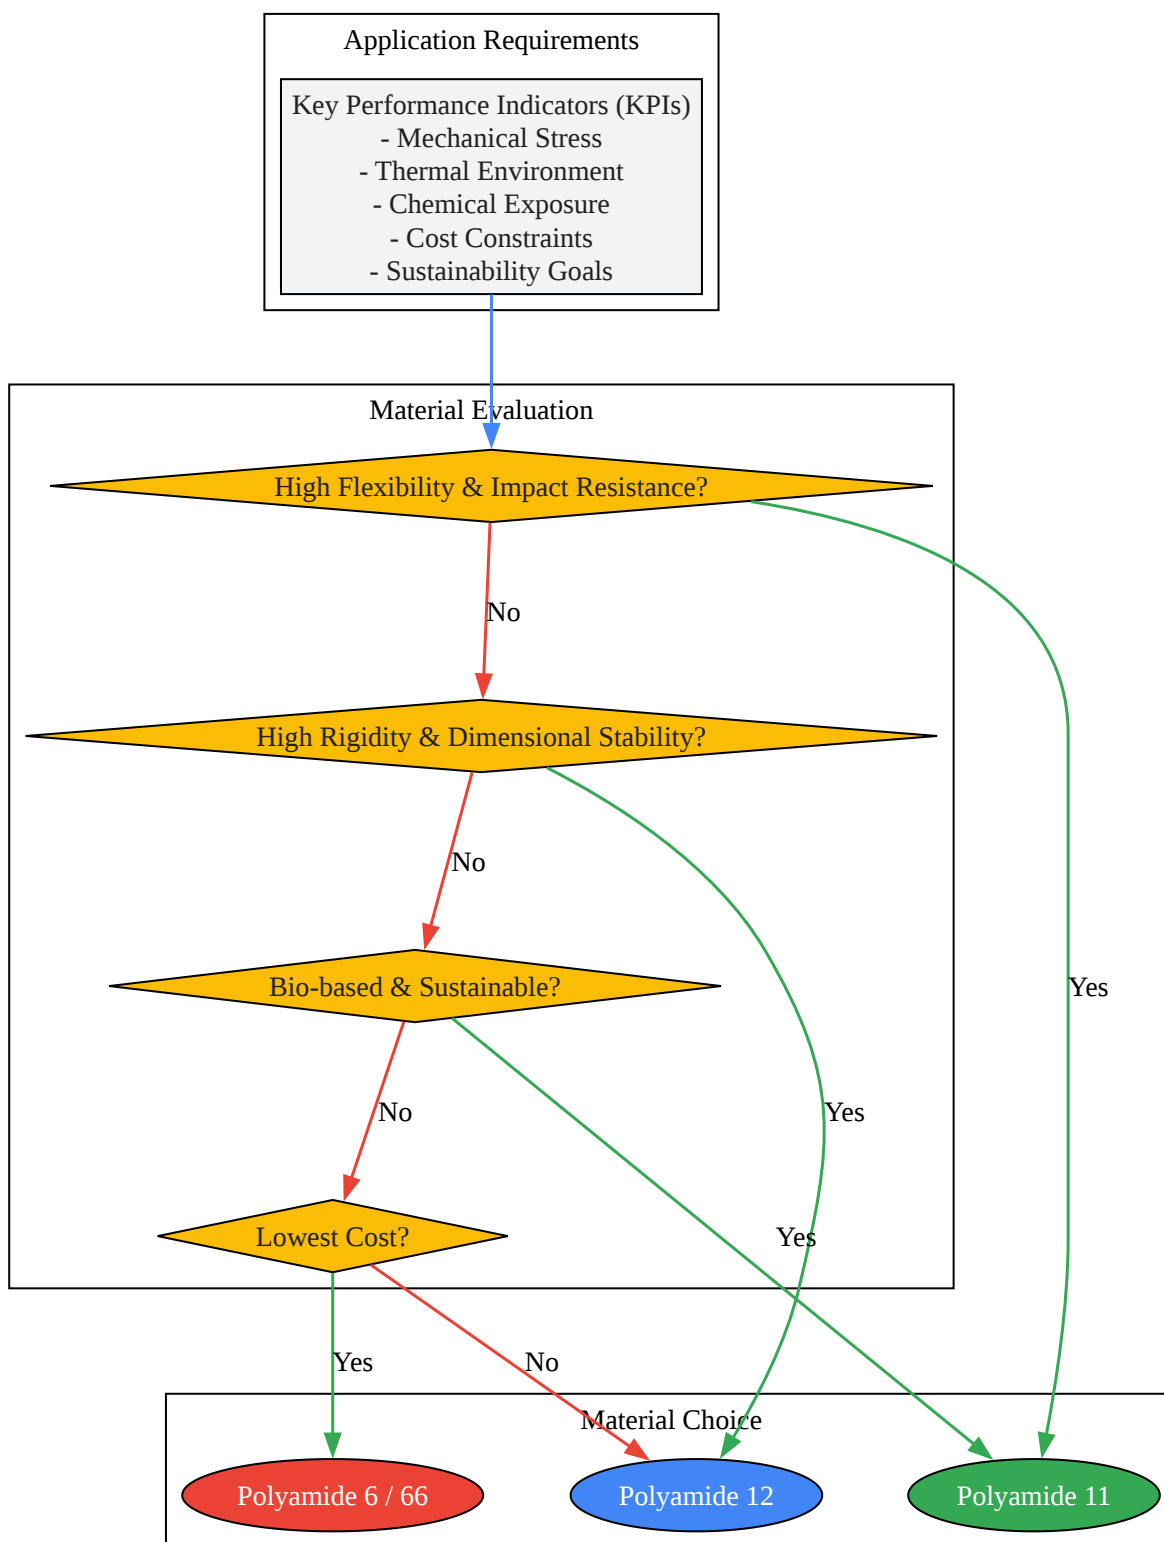 Application Requirements
Key Performance Indicators (KPIs)
- Mechanical Stress
- Thermal Environment
- Chemical Exposure
- Cost Constraints
- Sustainability Goals
Material Evaluation
High Flexibility & Impact Resistance?
No
High Rigidity & Dimensional Stability?
No
Bio-based & Sustainable?
Yes
No
Yes
Lowest Cost?
Yes
Yes
No
Material Choice
Polyamide 6 / 66
Polyamide 12
Polyamide 11